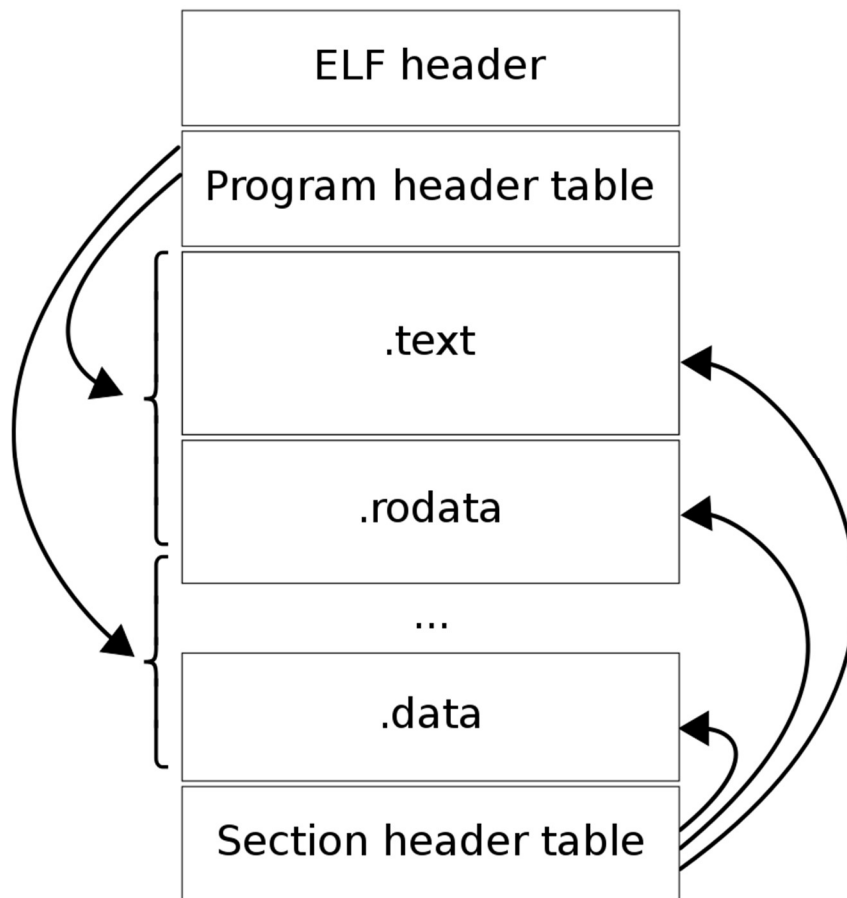 ELF header
Program header table
.text
.rodata
...
.data
Section header table